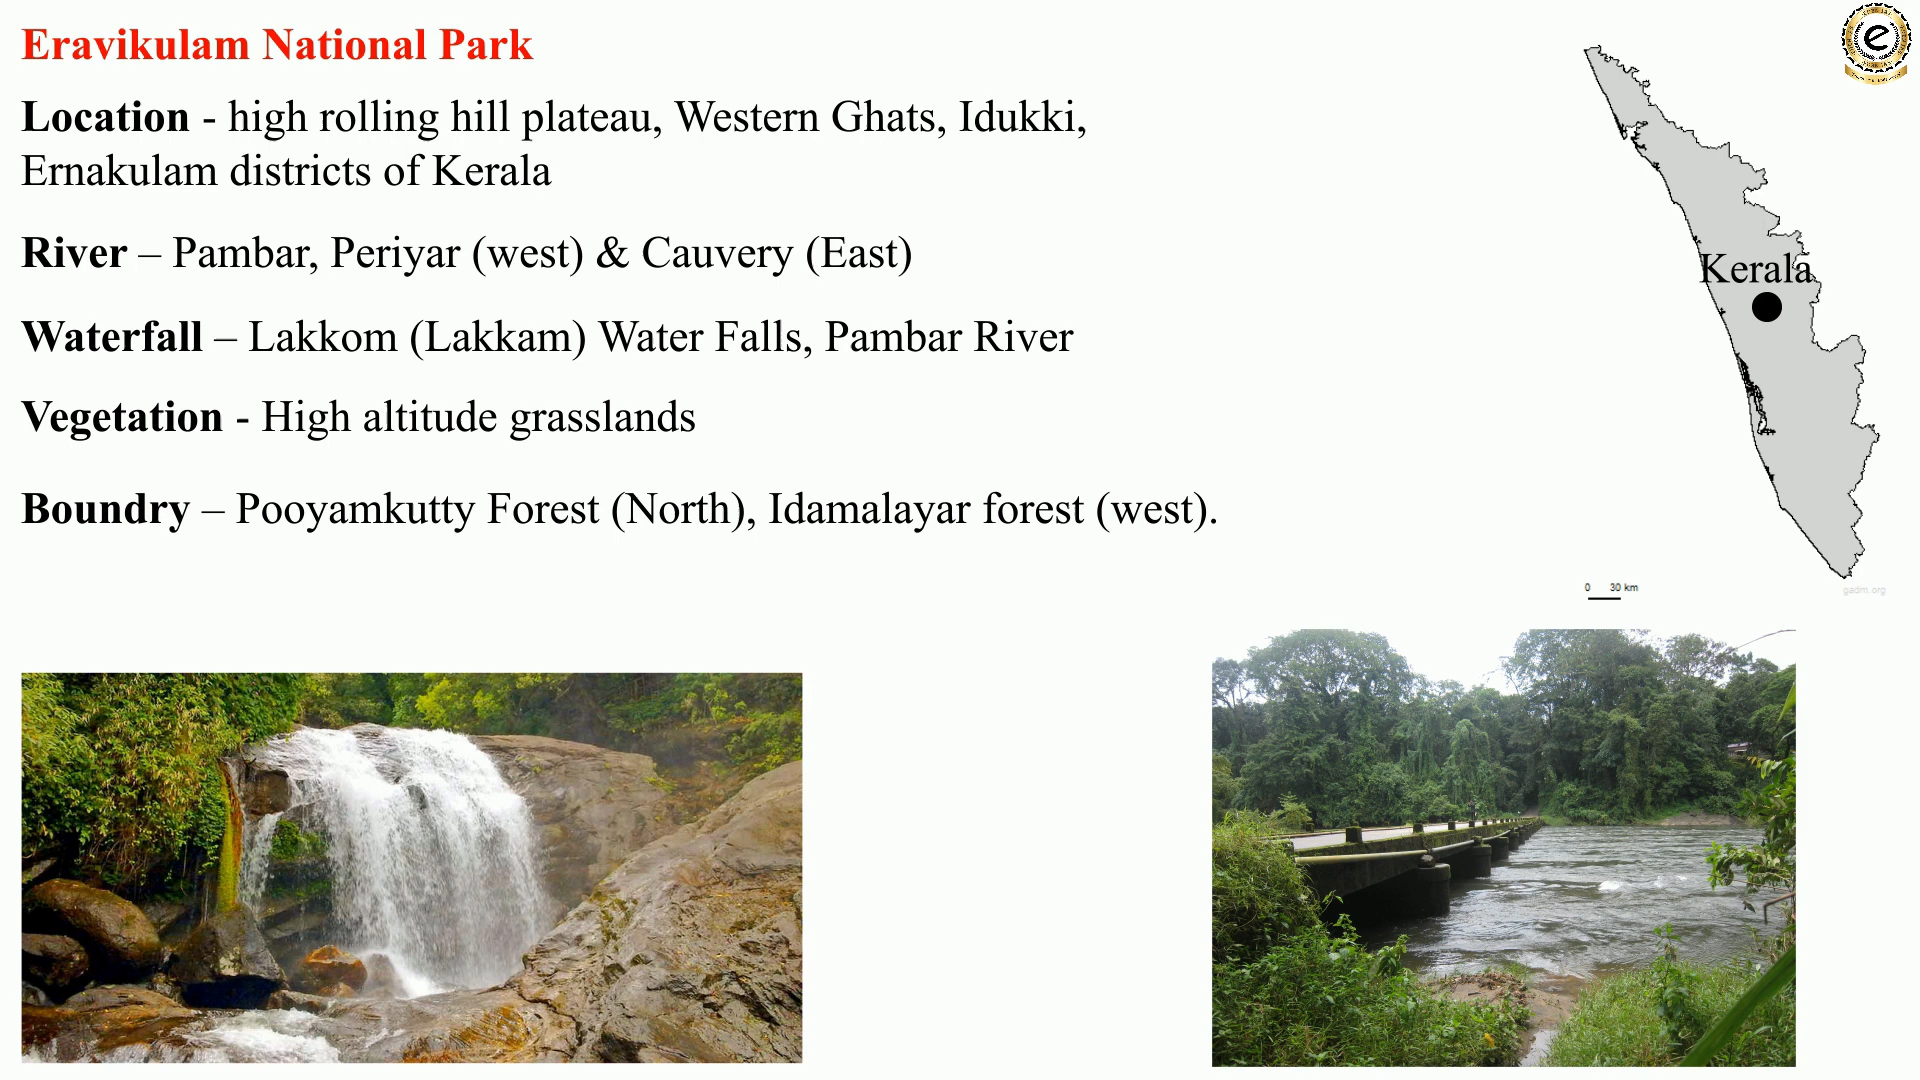 Eravikulam National Park
Location - high rolling hill plateau, Western Ghats, Idukki,
Ernakulam districts of Kerala
River – Pambar, Periyar (west) & Cauvery (East)
Waterfall – Lakkom (Lakkam) Water Falls, Pambar River
Vegetation - High altitude grasslands
Boundry – Pooyamkutty Forest (North), Idamalayar forest (west).
Kerala
0 30 km
gadm.org
e